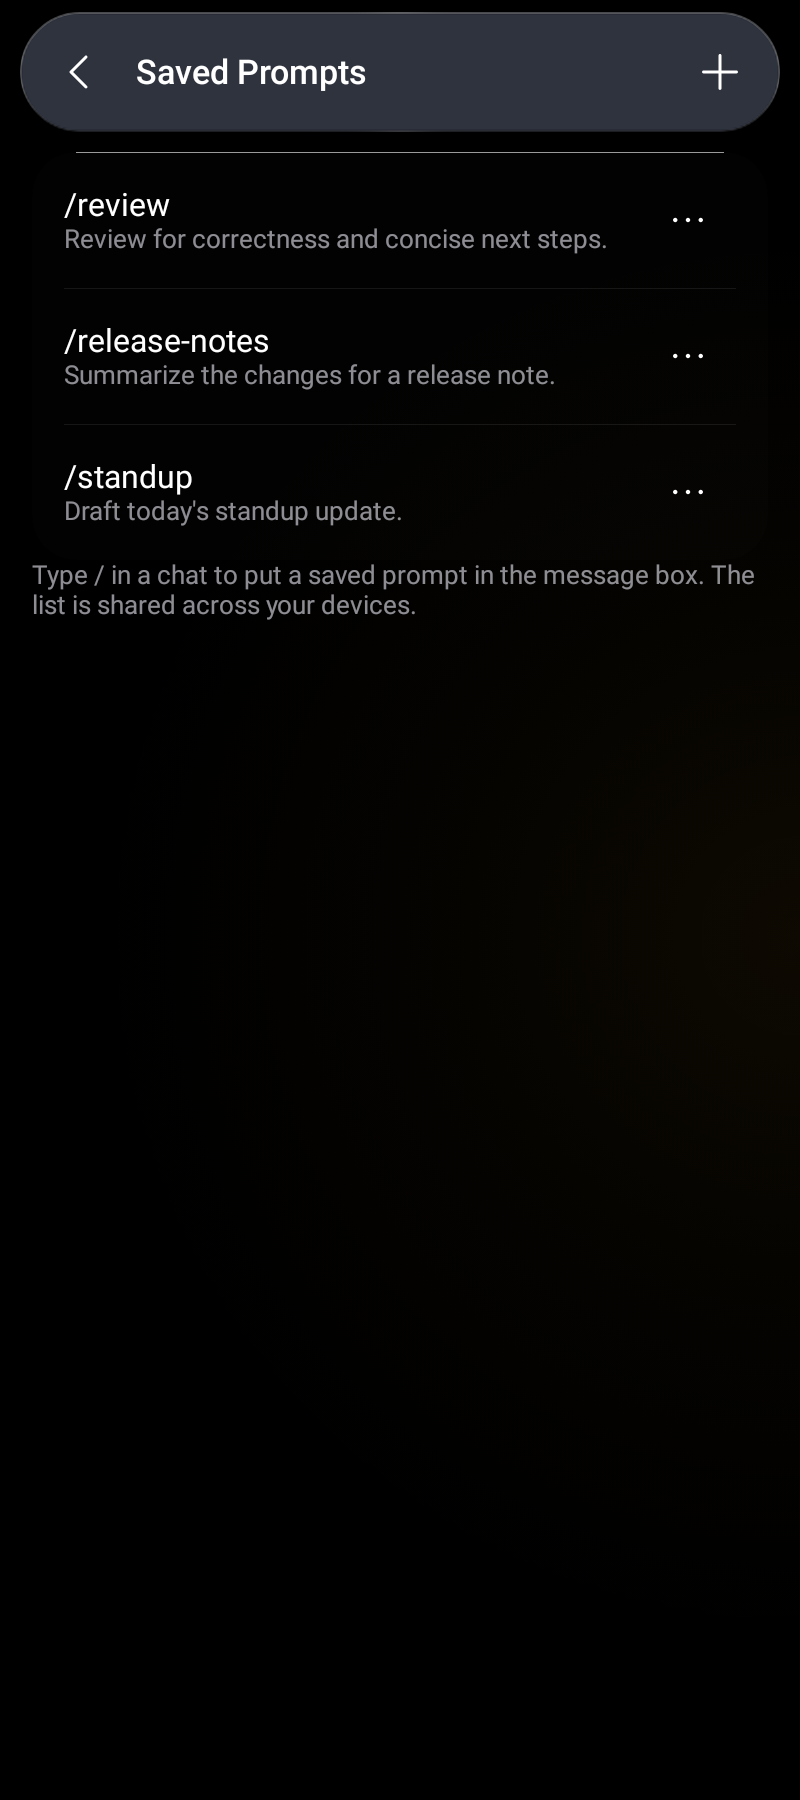 Saved Prompts
/review
Review for correctness and concise next steps.
/release-notes
Summarize the changes for a release note.
/standup
Draft today's standup update.
Type / in a chat to put a saved prompt in the message box. The
list is shared across your devices.